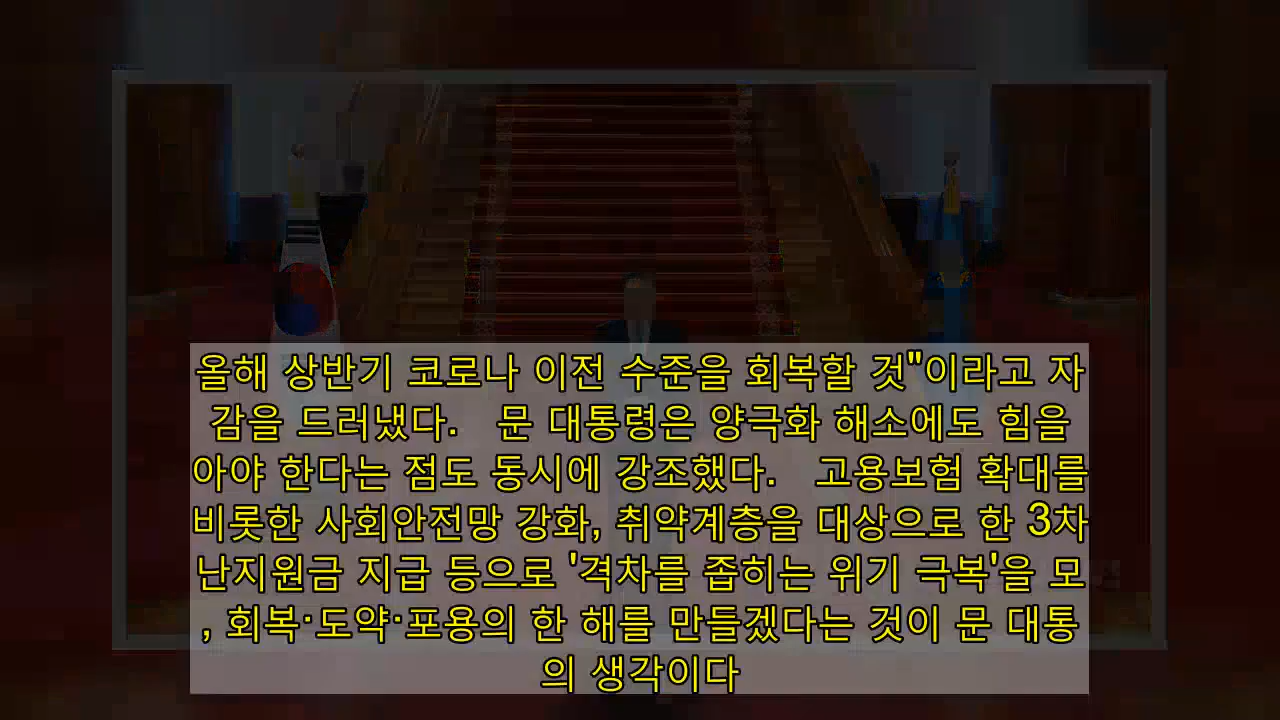 올해 상반기 코로나 이전 수준을 회복할 것"이라고 자
감을 드러냈다.   문 대통령은 양극화 해소에도 힘을
아야 한다는 점도 동시에 강조했다.   고용보험 확대를
비롯한 사회안전망 강화, 취약계층을 대상으로 한 3차
난지원금 지급 등으로 '격차를 좁히는 위기 극복'을 모
, 회복·도약·포용의 한 해를 만들겠다는 것이 문 대통
의 생각이다